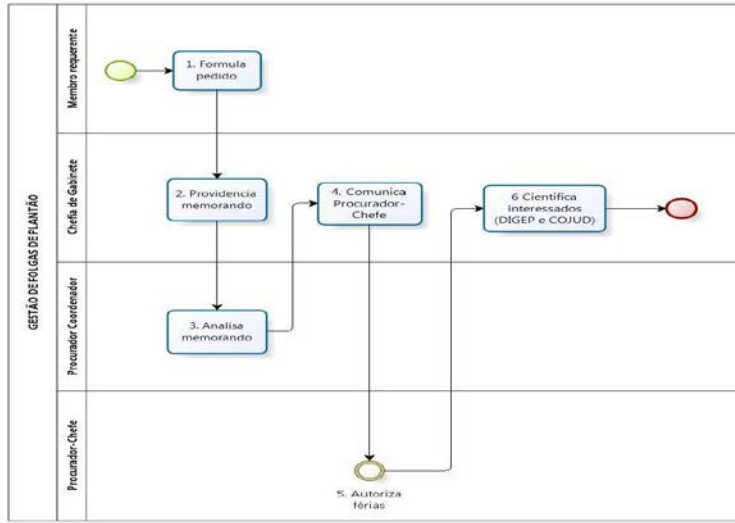 GESTÃO DE FOLGAS DE PLANTÃO
Membro requerente
1. Formula
pedido
Chefia de Gabinete
2. Providencia
memorando
4. Comunica
Procurador-
Chefe
6 Cientifica
interessados
(DIGEP e COJUD)
Procurador Coordenador
3. Analisa
memorando
Procurador-Chefe
5. Autoriza
férias